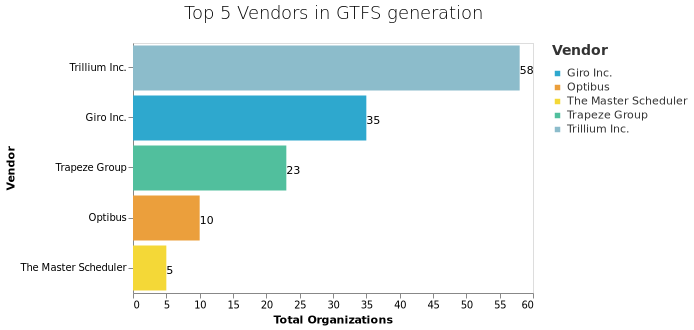 Top 5 Vendors in GTFS generation
Vendor
Trillium Inc.
Giro Inc.
Trapeze Group
Optibus
The Master Scheduler
58
35
23
10
5
0 5 10 15 20 25 30 35 40 45 50 55 60
Total Organizations
Vendor
Giro Inc.
Optibus
The Master Scheduler
Trapeze Group
Trillium Inc.